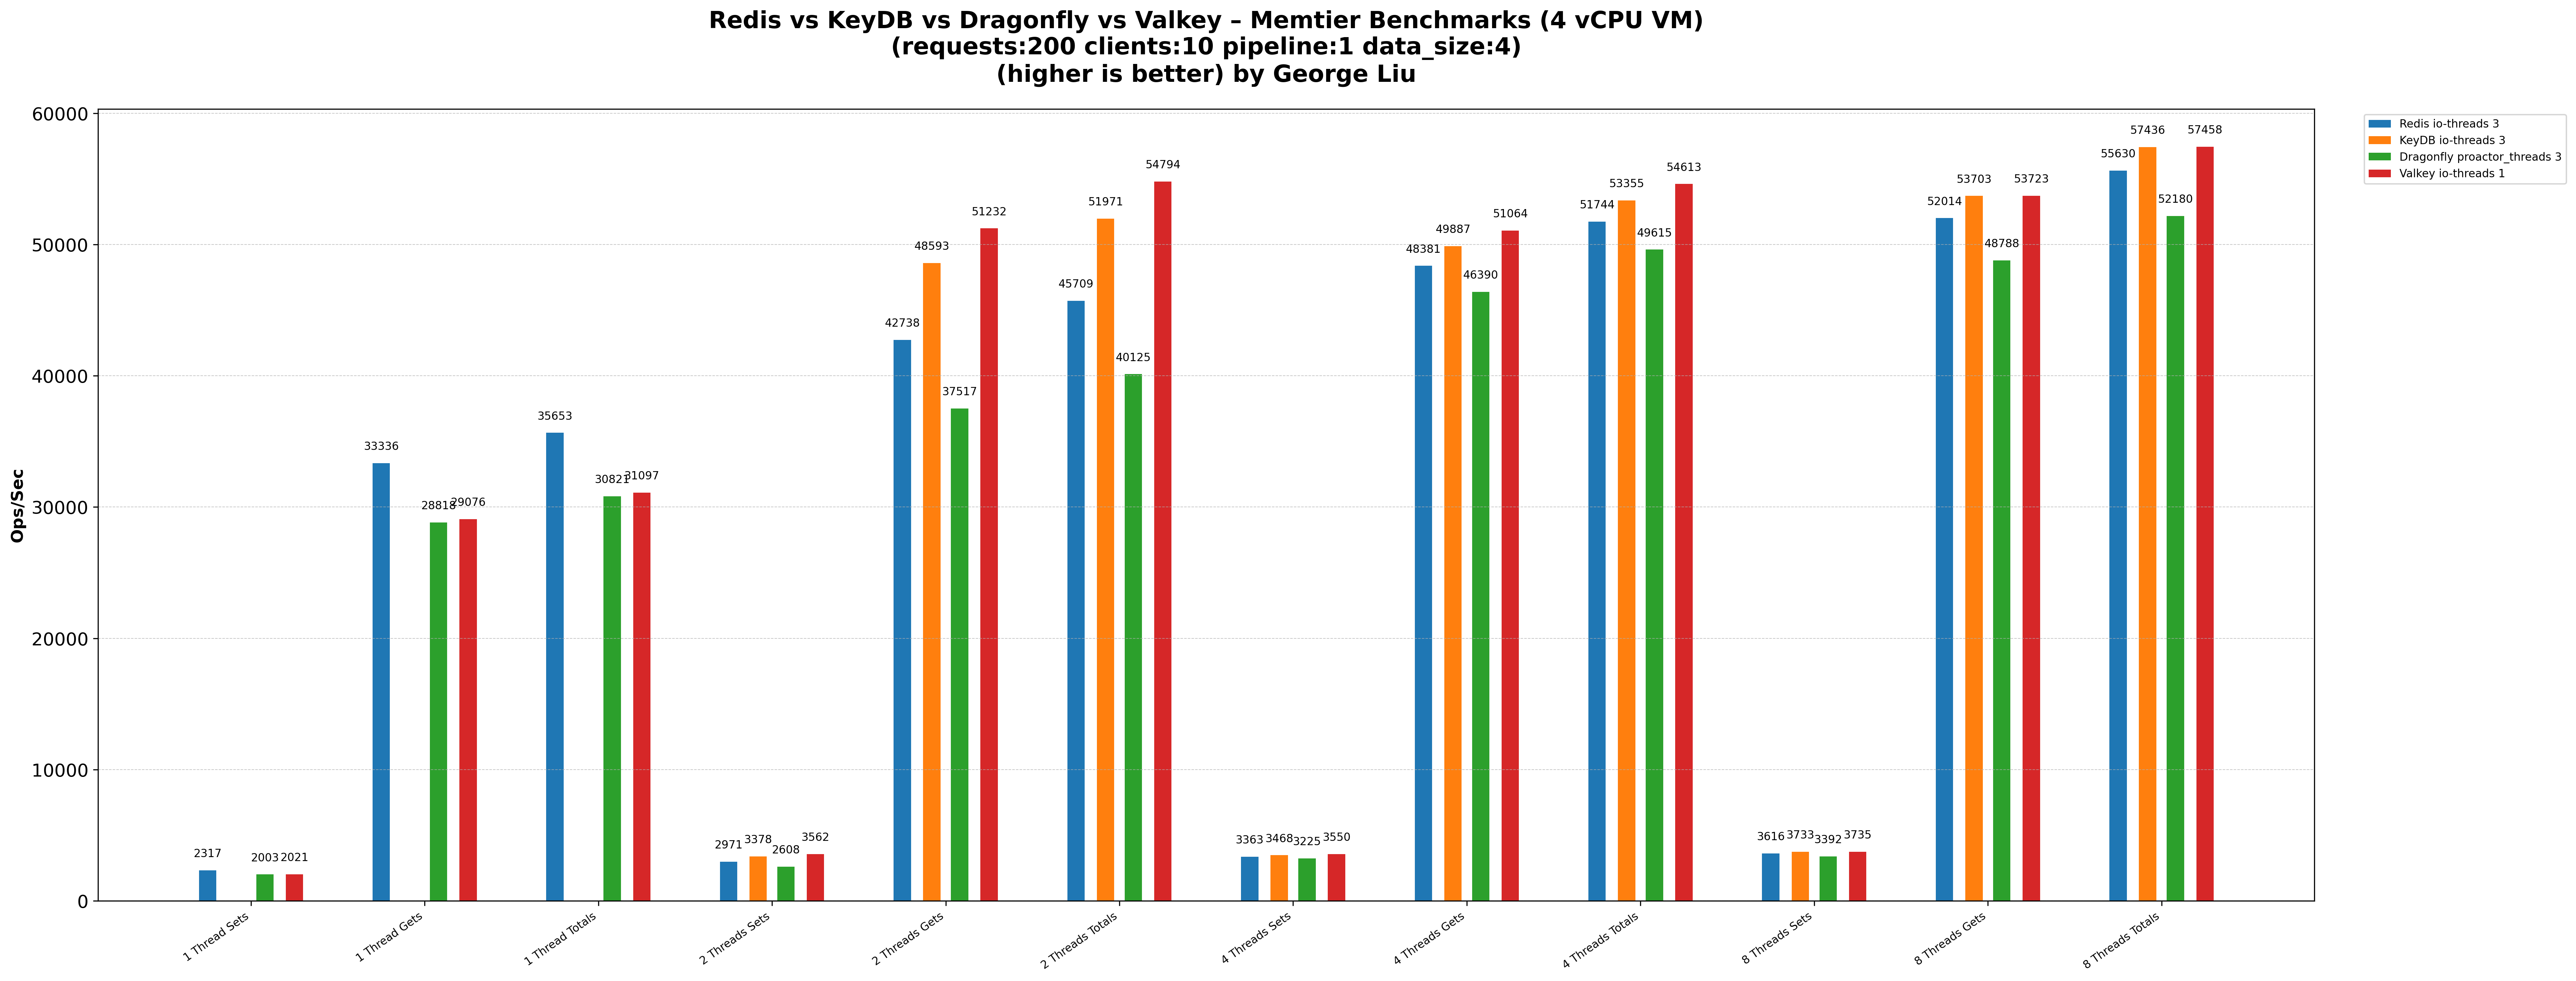 Redis vs KeyDB vs Dragonfly vs Valkey – Memtier Benchmarks (4 vCPU VM)
(requests:200 clients:10 pipeline:1 data_size:4)
(higher is better) by George Liu
Redis io-threads 3
KeyDB io-threads 3
Dragonfly proactor_threads 3
Valkey io-threads 1
Ops/Sec
60000
50000
40000
30000
20000
10000
0
2317
2003
2021
33336
28818
29076
35653
30821
31097
2971
3378
2608
3562
42738
48593
37517
51232
45709
51971
40125
54794
3363
3468
3225
3550
48381
49887
46390
51064
51744
53355
49615
54613
3616
3733
3392
3735
52014
53703
48788
53723
55630
57436
52180
57458
1 Thread Sets
1 Thread Gets
1 Thread Totals
2 Threads Sets
2 Threads Gets
2 Threads Totals
4 Threads Sets
4 Threads Gets
4 Threads Totals
8 Threads Sets
8 Threads Gets
8 Threads Totals